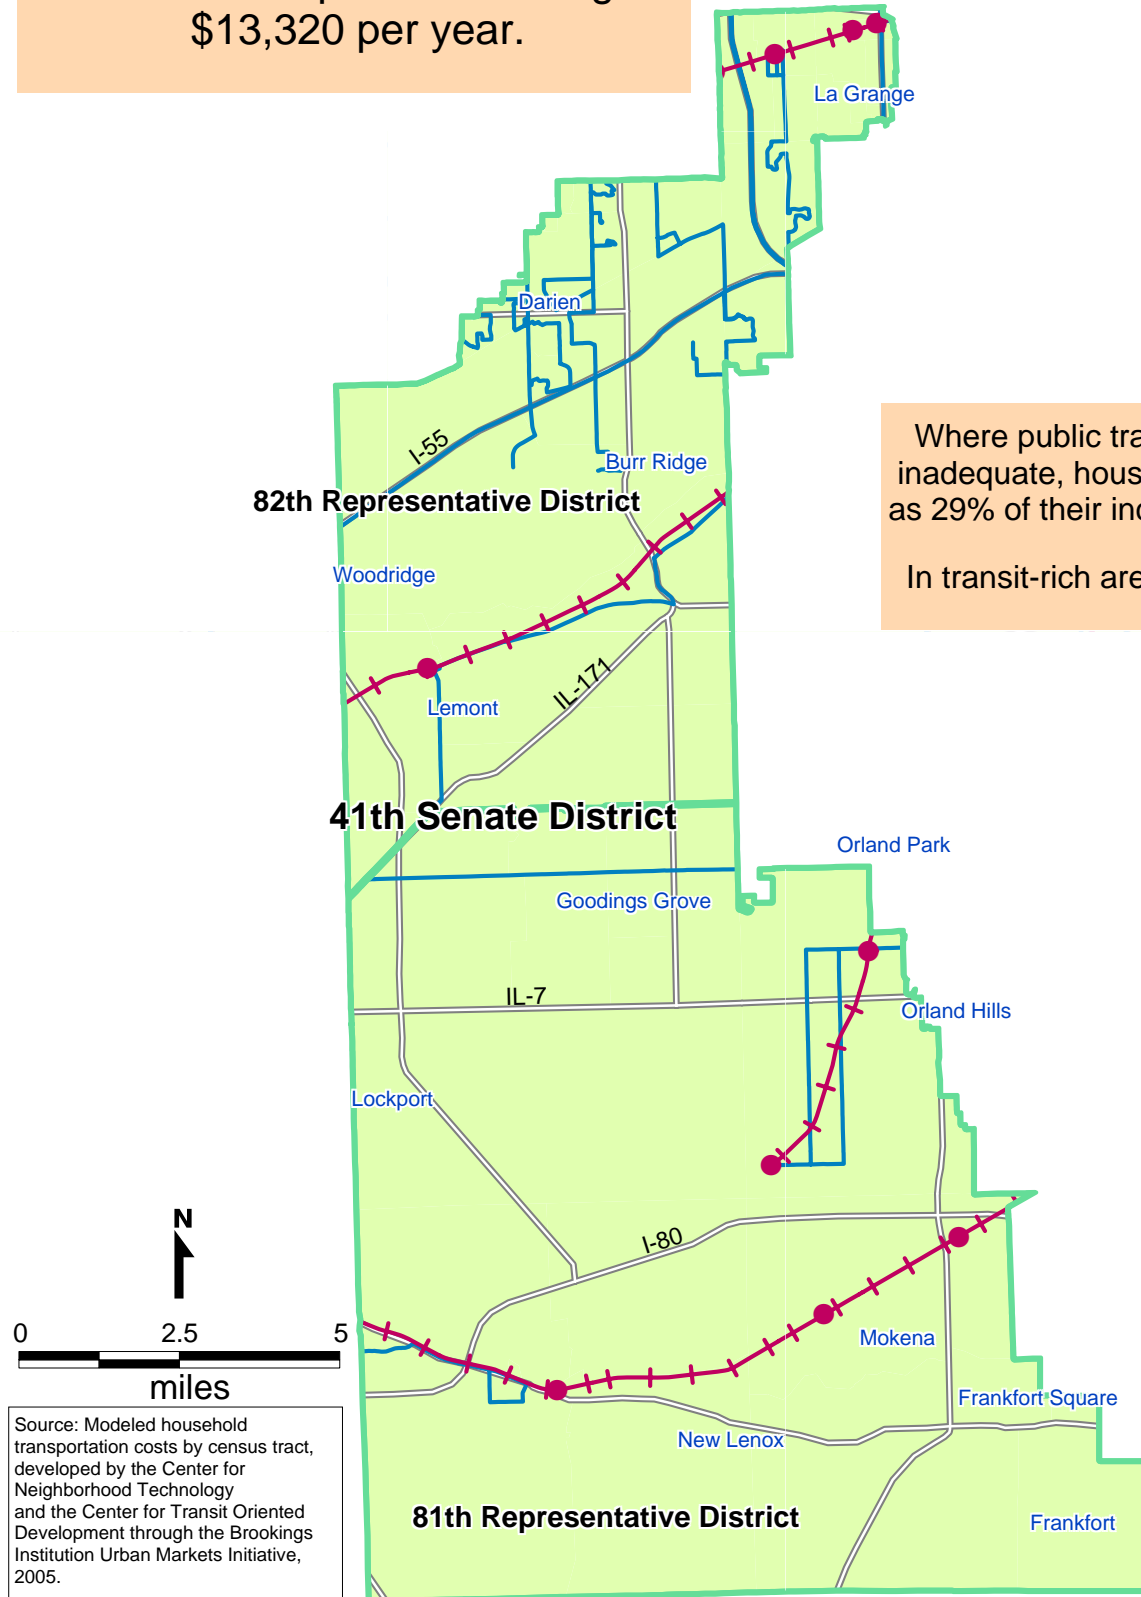 $13,320 per year.
La Grange
Darien
I-55
Burr Ridge
Where public
inadequate,
as 29% of their
In transit-rich
82th Representative District
Woodridge
IL-171
Lemont
41th Senate District
Orland Park
Goodings Grove
IL-7
Orland Hills
Lockport
N
I-80
0 2.5 5
miles
Mokena
Frankfort Square
New Lenox
Source: Modeled household
transportation costs by census tract,
developed by the Center for
Neighborhood Technology
and the Center for Transit Oriented
Development through the Brookings
Institution Urban Markets Initiative,
2005.
81th Representative District
Frankfort